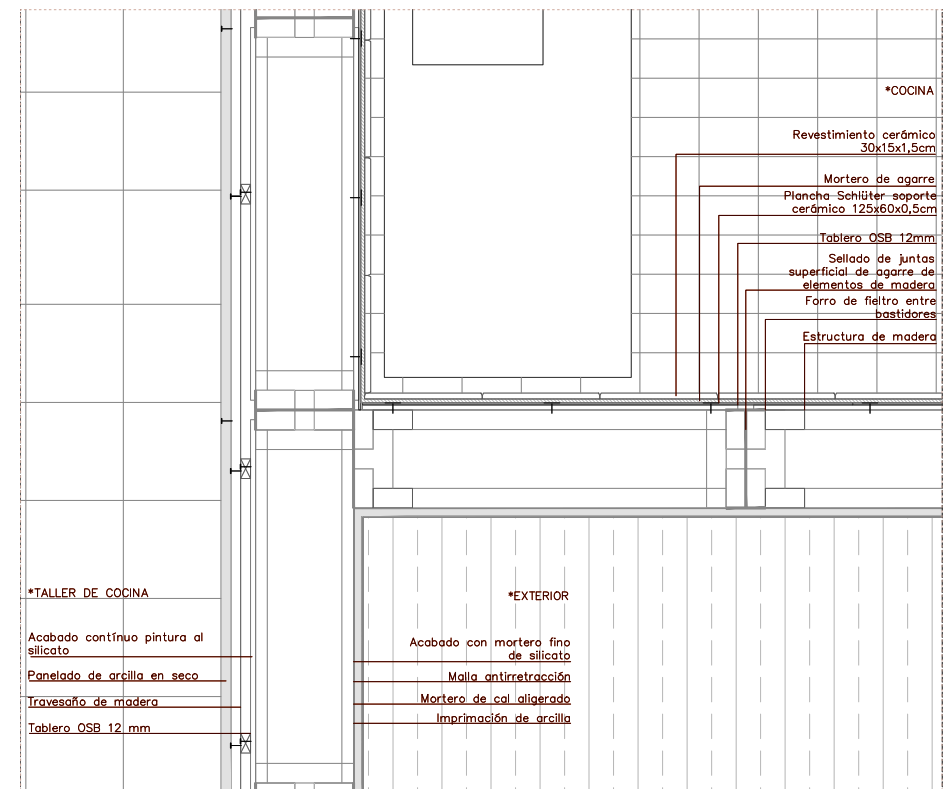 *COCINA
Revestimiento cerámico
30x15x1,5cm
Mortero de agarre
Plancha Schlüter soporte
cerámico 125x60x0,5cm
Tablero OSB 12mm
Sellado de juntas
superficial de agarre de
elementos de madera
Forro de fieltro entre
bastidores
Estructura de madera
*TALLER DE COCINA
Acabado contínuo pintura al
silicato
Panelado de arcilla en seco
Travesaño de madera
Tablero OSB 12 mm
*EXTERIOR
Acabado con mortero fino
de silicato
Malla antirretracción
Mortero de cal aligerado
Imprimación de arcilla